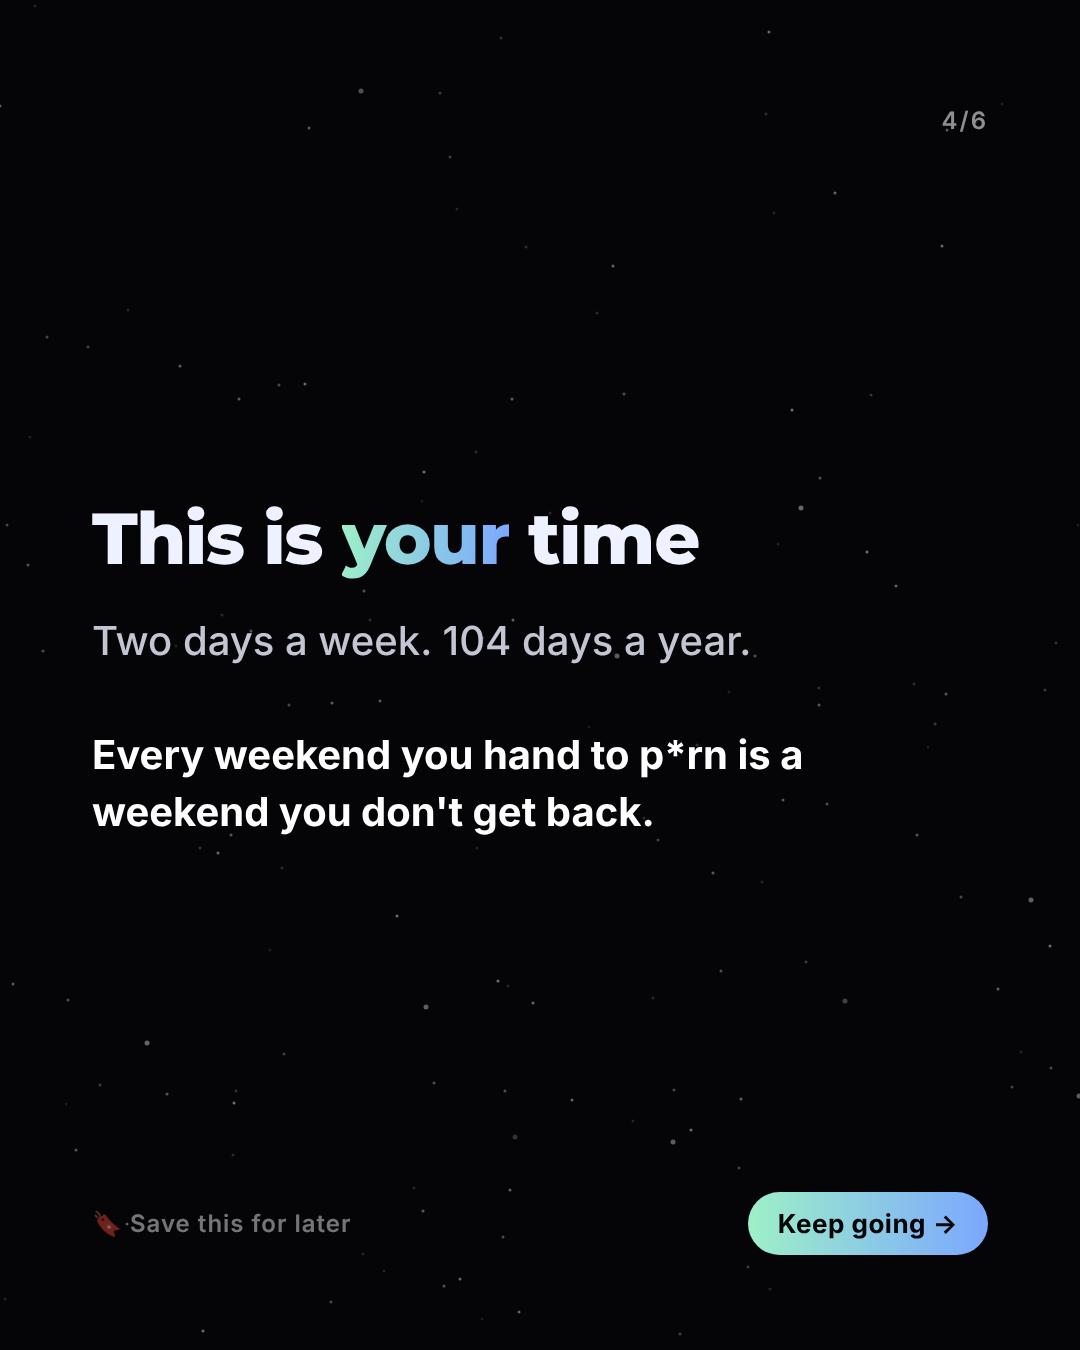 4/6
This is your time
Two days a week. 104 days a year.
Every weekend you hand to p*rn is a
weekend you don't get back.
🔖 Save this for later
Keep going →